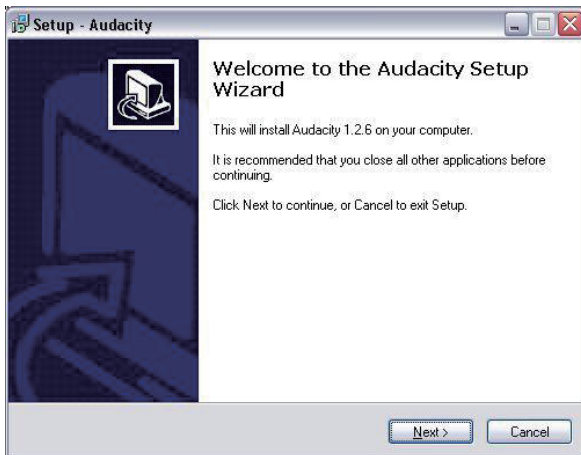 Setup - Audacity
Welcome to the Audacity Setup
Wizard
This will install Audacity 1.2.6 on your computer.
It is recommended that you close all other applications before
continuing.
Click Next to continue, or Cancel to exit Setup.
Next >
Cancel